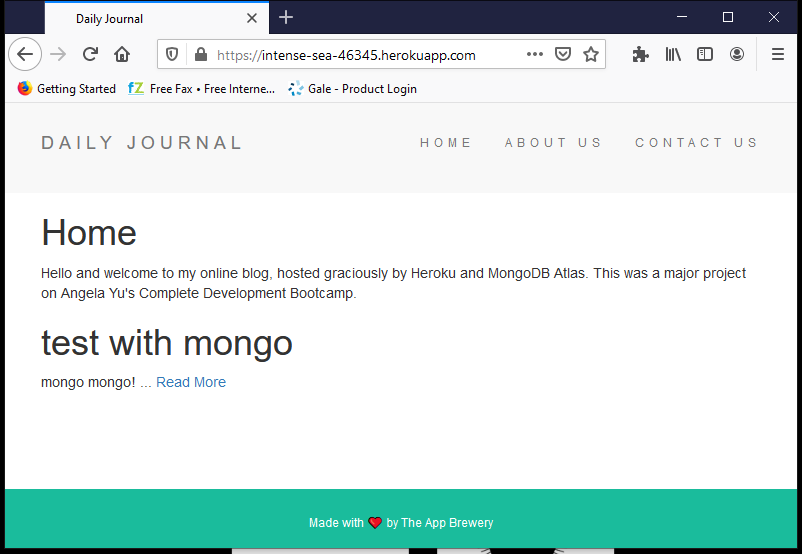 Daily Journal
https://intense-sea-46345.herokuapp.com
Getting Started fZ Free Fax • Free Interne... Gale - Product Login
DAILY JOURNAL HOME ABOUT US CONTACT US
Home
Hello and welcome to my online blog, hosted graciously by Heroku and MongoDB Atlas. This was a major project
on Angela Yu's Complete Development Bootcamp.
test with mongo
mongo mongo! ... Read More
Made with ❤️ by The App Brewery